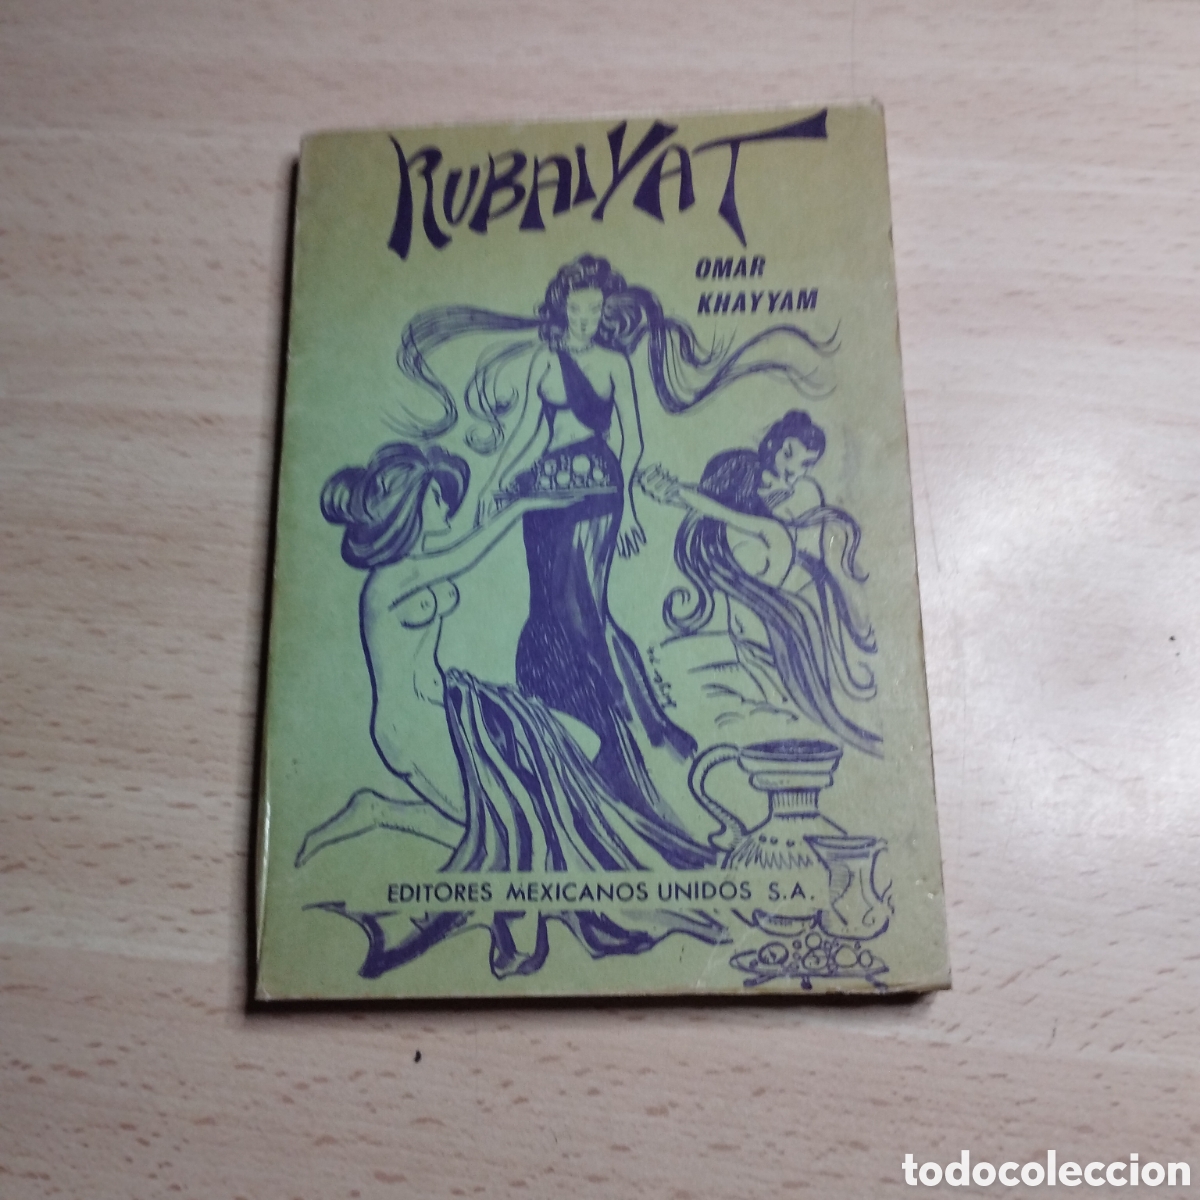 RUBAIYAT
OMAR
KHAYYAM
EDITORES MEXICANOS UNIDOS S.A.
todocoleccion